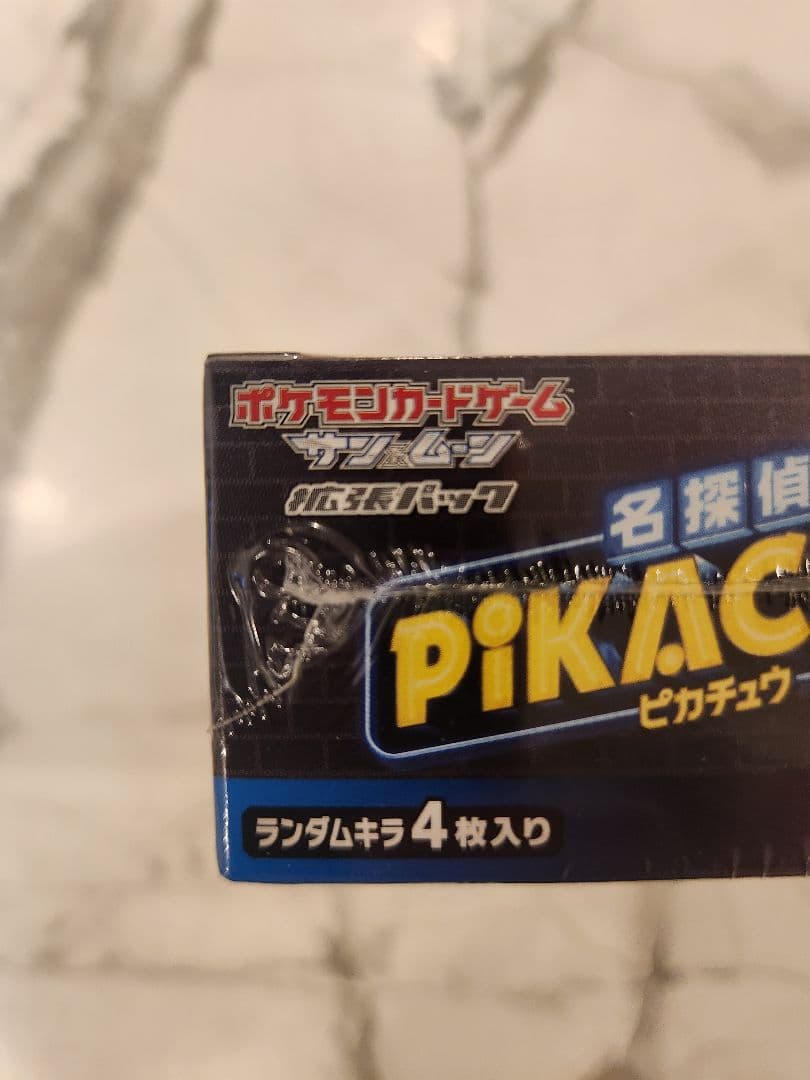 ポケモンカードゲーム
サン&ムーン
拡張パック
名探偵
PiKAC
ピカチュウ
ランダムキラ4枚入り